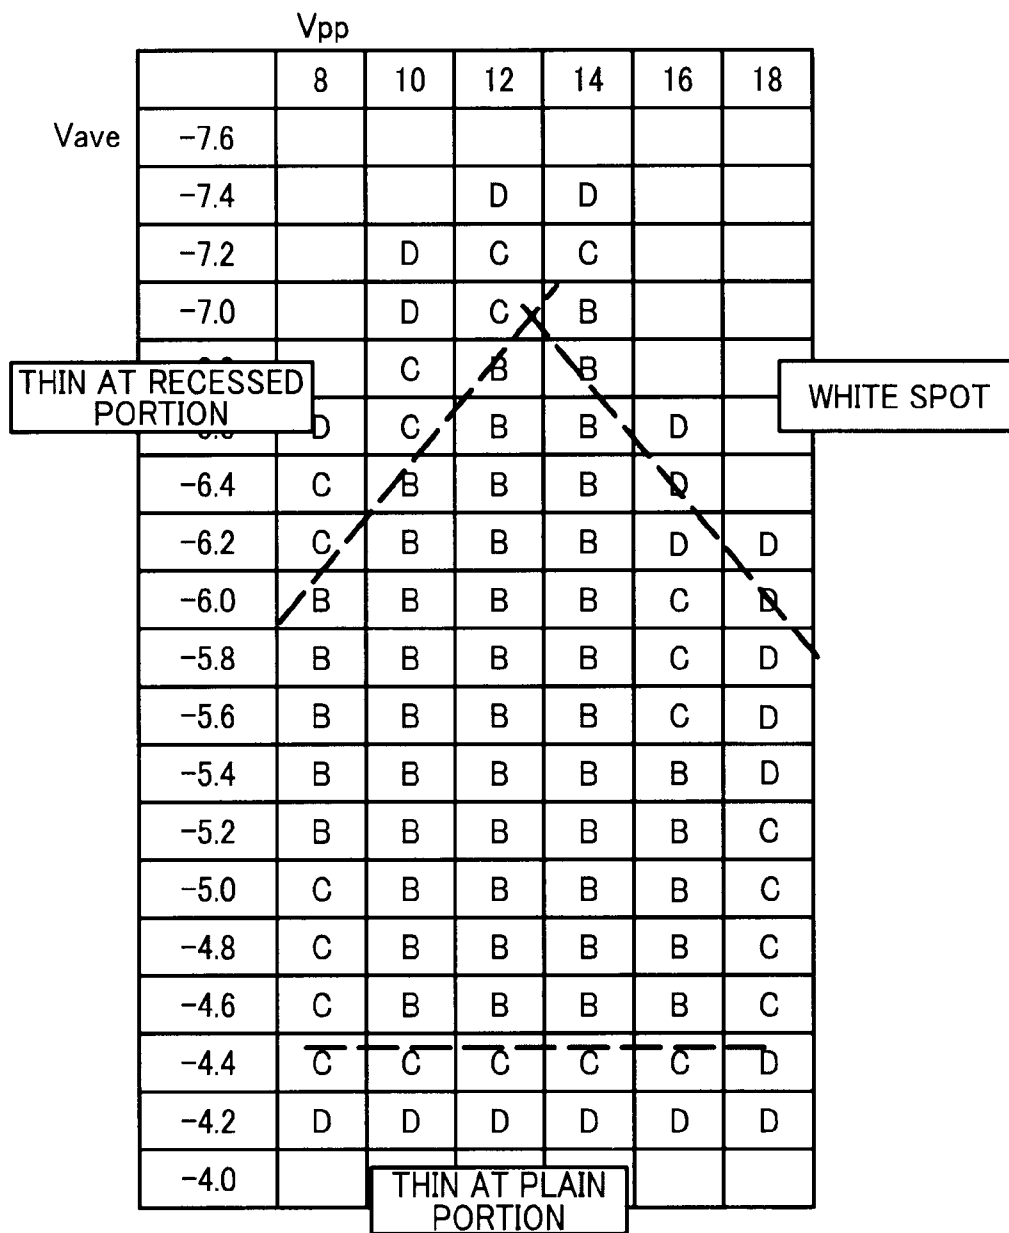 Vpp
8 10 12 14 16 18
Vave -7.6
-7.4 D D
-7.2 D C C
-7.0 D C B
C B B
THIN AT RECESSED
PORTION
WHITE SPOT
D C B B D
-6.4 C B B B D
-6.2 C B B B D D
-6.0 B B B B C D
-5.8 B B B B C D
-5.6 B B B B C D
-5.4 B B B B B D
-5.2 B B B B B C
-5.0 C B B B B C
-4.8 C B B B B C
-4.6 C B B B B C
-4.4 C C C C C D
-4.2 D D D D D D
-4.0
THIN AT PLAIN
PORTION